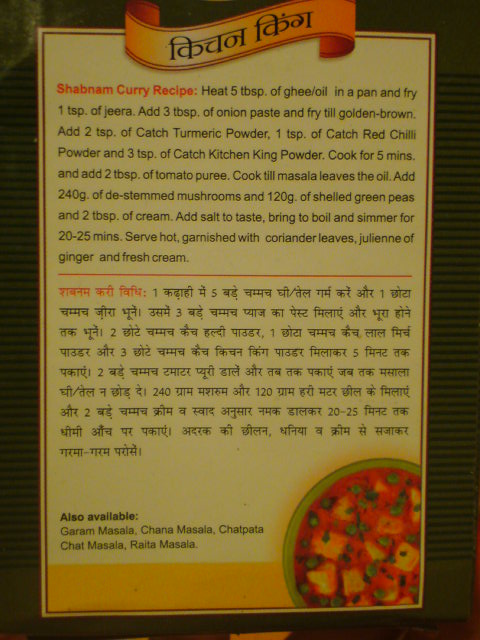 किचन किंग
Shabnam Curry Recipe: Heat 5 tbsp. of ghee/oil in a pan and fry
1 tsp. of jeera. Add 3 tbsp. of onion paste and fry till golden-brown.
Add 2 tsp. of Catch Turmeric Powder, 1 tsp. of Catch Red Chilli
Powder and 3 tsp. of Catch Kitchen King Powder. Cook for 5 mins.
and add 2 tbsp. of tomato puree. Cook till masala leaves the oil. Add
240g. of de-stemmed mushrooms and 120g. of shelled green peas
and 2 tbsp. of cream. Add salt to taste, bring to boil and simmer for
20-25 mins. Serve hot, garnished with coriander leaves, julienne of
ginger and fresh cream.
शबनम करी विधि: 1 कढ़ाही में 5 बड़े चम्मच घी/तेल गर्म करें और 1 छोटा
चम्मच जीरा भूनें। उसमें 3 बड़े चम्मच प्याज का पेस्ट मिलाएं और भूरा होने
तक भूनें। 2 छोटे चम्मच कैच हल्दी पाउडर, 1 छोटा चम्मच कैच लाल मिर्च
पाउडर और 3 छोटे चम्मच कैच किचन किंग पाउडर मिलाकर 5 मिनट तक
पकाएं। 2 बड़े चम्मच टमाटर प्यूरी डालें और तब तक पकाएं जब तक मसाला
घी/तेल न छोड़ दे। 240 ग्राम मशरुम और 120 ग्राम हरी मटर छील के मिलाएं
और 2 बड़े चम्मच क्रीम व स्वाद अनुसार नमक डालकर 20-25 मिनट तक
धीमी आँच पर पकाएं। अदरक की छीलन, धनिया व क्रीम से सजाकर
गरमा-गरम परोसें।
Also available:
Garam Masala, Chana Masala, Chatpata
Chat Masala, Raita Masala.